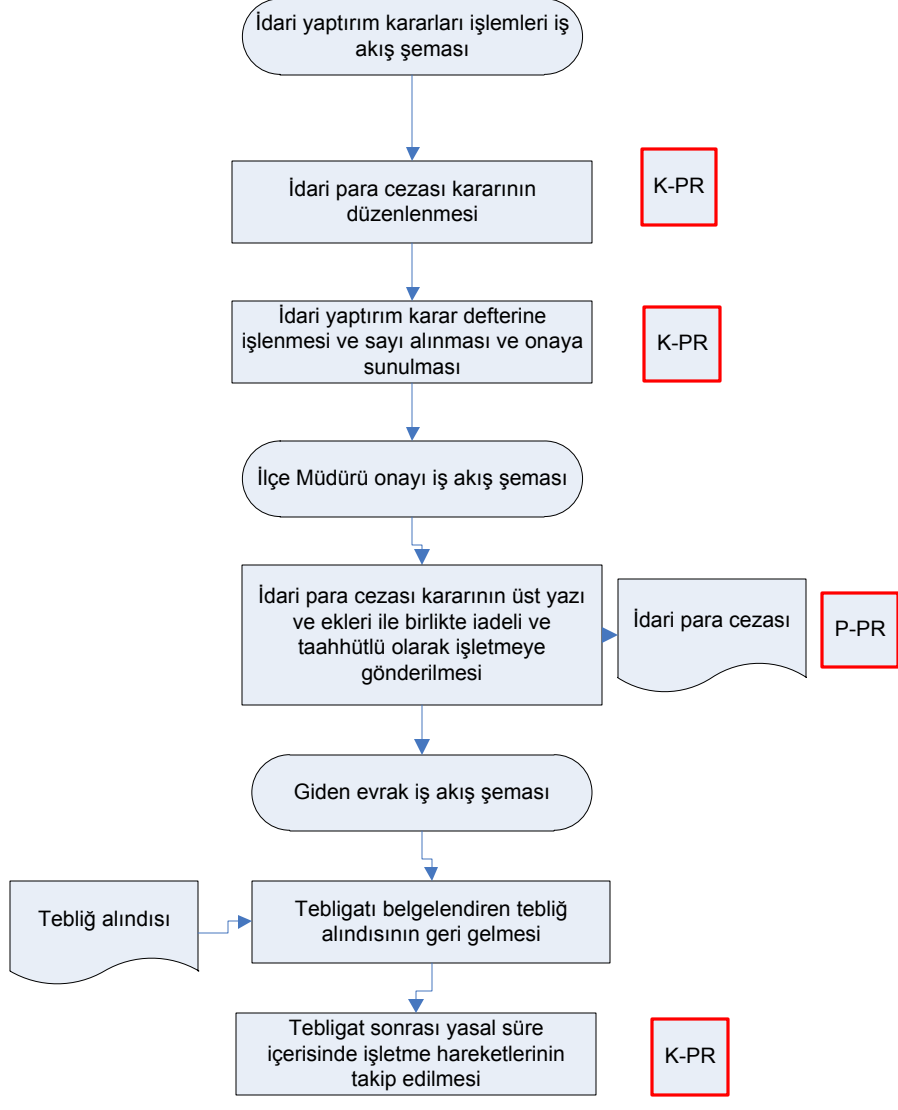 İdari yaptırım kararları işlemleri iş
akış şeması
İdari para cezası kararının
düzenlenmesi
K-PR
İdari yaptırım karar defterine
işlenmesi ve sayı alınması ve onaya
sunulması
K-PR
İlçe Müdürü onayı iş akış şeması
İdari para cezası kararının üst yazı
ve ekleri ile birlikte iadeli ve
taahhütlü olarak işletmeye
gönderilmesi
İdari para cezası
P-PR
Giden evrak iş akış şeması
Tebliğ alındısı
Tebligatı belgelendiren tebliğ
alındısının geri gelmesi
Tebligat sonrası yasal süre
içerisinde işletme hareketlerinin
takip edilmesi
K-PR